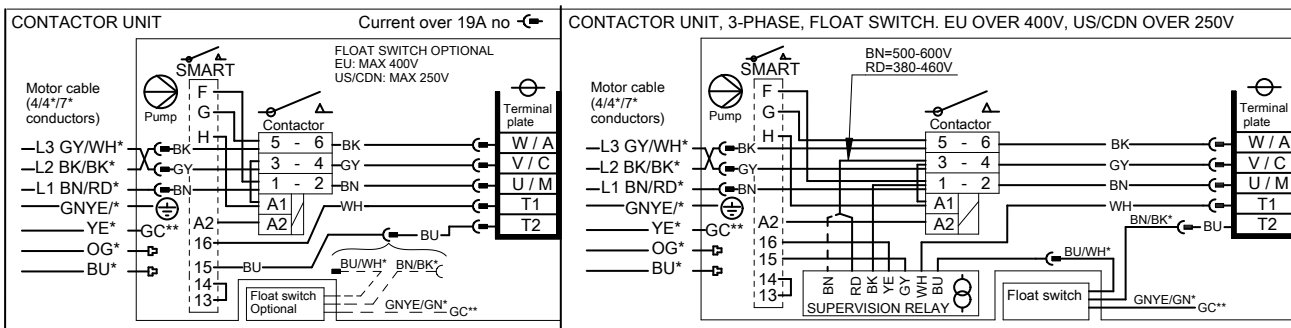 CONTACTOR UNIT
Current over 19A no
FLOAT SWITCH OPTIONAL
EU: MAX 400V
US/CDN: MAX 250V
SMART
Motor cable
(4/4*/7*
conductors)
Pump
F
G
H
Contactor
Terminal
plate
L3 GY/WH*
BK
5 - 6
BK
W / A
L2 BK/BK*
GY
3 - 4
GY
V / C
L1 BN/RD*
BN
1 - 2
BN
U / M
GNYE/*
A1
WH
T1
YE*
GC**
A2
A2
BU
T2
OG*
16
BU*
15
BU
BU/WH*
BN/BK*
14
13
Float switch
Optional
GNYE/GN*
GC**
CONTACTOR UNIT, 3-PHASE, FLOAT SWITCH. EU OVER 400V, US/CDN OVER 250V
BN=500-600V
RD=380-460V
SMART
Motor cable
(4/4*/7*
conductors)
Pump
F
G
H
Contactor
Terminal
plate
L3 GY/WH*
BK
5 - 6
BK
W / A
L2 BK/BK*
GY
3 - 4
GY
V / C
L1 BN/RD*
BN
1 - 2
BN
U / M
GNYE/*
A1
WH
T1
YE*
GC**
A2
A2
BN/BK*
BU
T2
OG*
16
BU*
15
BU/WH*
14
13
BN
RD
BK
YE
GY
WH
BU
SUPERVISION RELAY
Float switch
GNYE/GN*
GC**